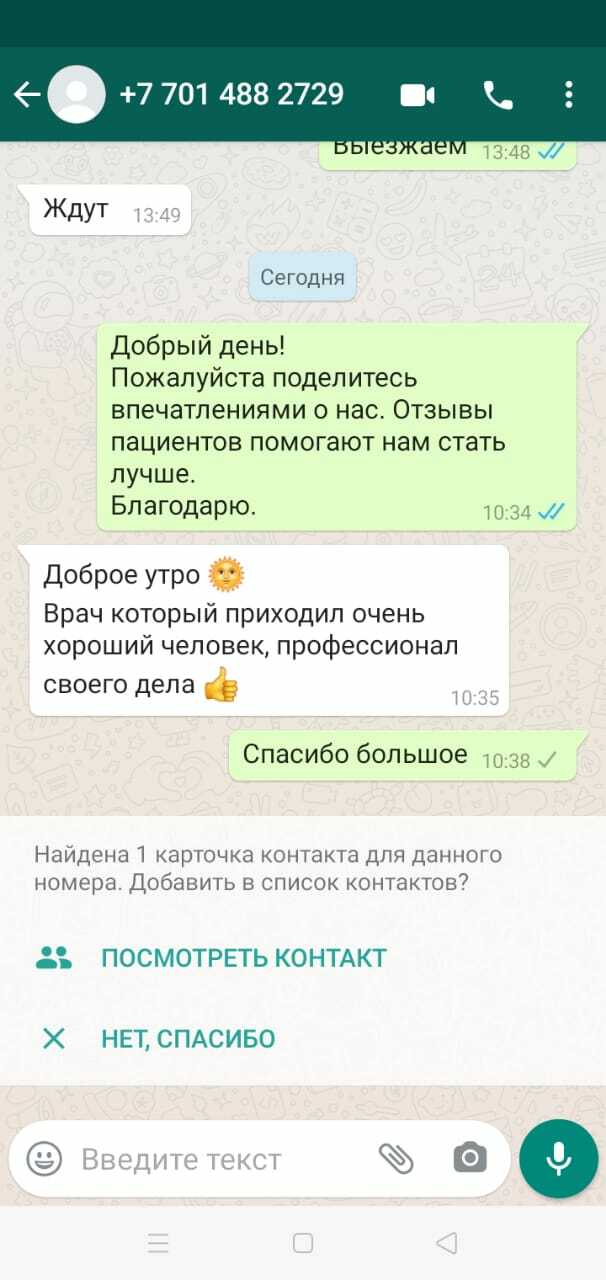 +7 701 488 2729
Выезжаем 13:48
Ждут 13:49
Сегодня
Добрый день!
Пожалуйста поделитесь
впечатлениями о нас. Отзывы
пациентов помогают нам стать
лучше.
Благодарю. 10:34
Доброе утро 🌞
Врач который приходил очень
хороший человек, профессионал
своего дела 👍 10:35
Спасибо большое 10:38
Найдена 1 карточка контакта для данного
номера. Добавить в список контактов?
ПОСМОТРЕТЬ КОНТАКТ
НЕТ, СПАСИБО
Введите текст